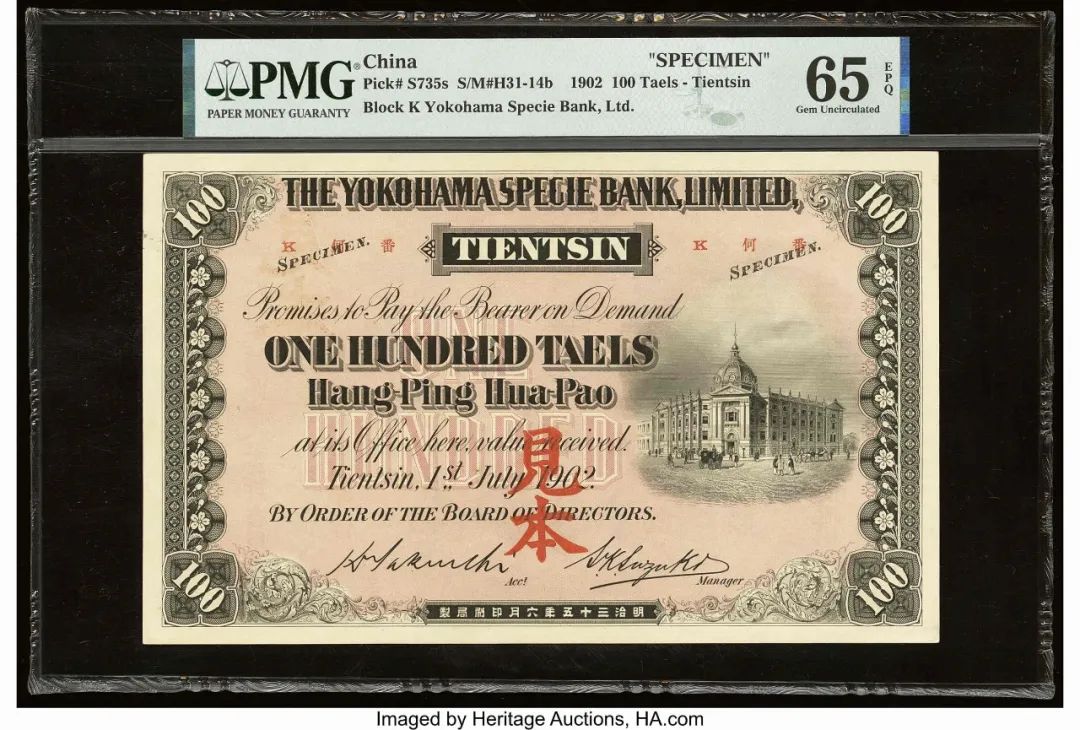 PMG
PAPER MONEY GUARANTY
China "SPECIMEN"
Pick# S735s S/M#H31-14b 1902 100 Taels - Tientsin
Block K Yokohama Specie Bank, Ltd.
65 EPQ
Gem Uncirculated
100 THE YOKOHAMA SPECIE BANK, LIMITED, 100
K 何 番 TIENTSIN K 何 番
SPECIMEN. SPECIMEN.
Promises to Pay the Bearer on Demand
ONE
ONE HUNDRED TAELS
Hang-Ping Hua-Pao
HUNDRED
at its Office here, value received.
Tientsin, 1st July 1902.
見本
BY ORDER OF THE BOARD OF DIRECTORS.
H Takeuchi S.K. Suzuki
Acct. Manager
100 100
製局刷印月六年五十三治明
Imaged by Heritage Auctions, HA.com